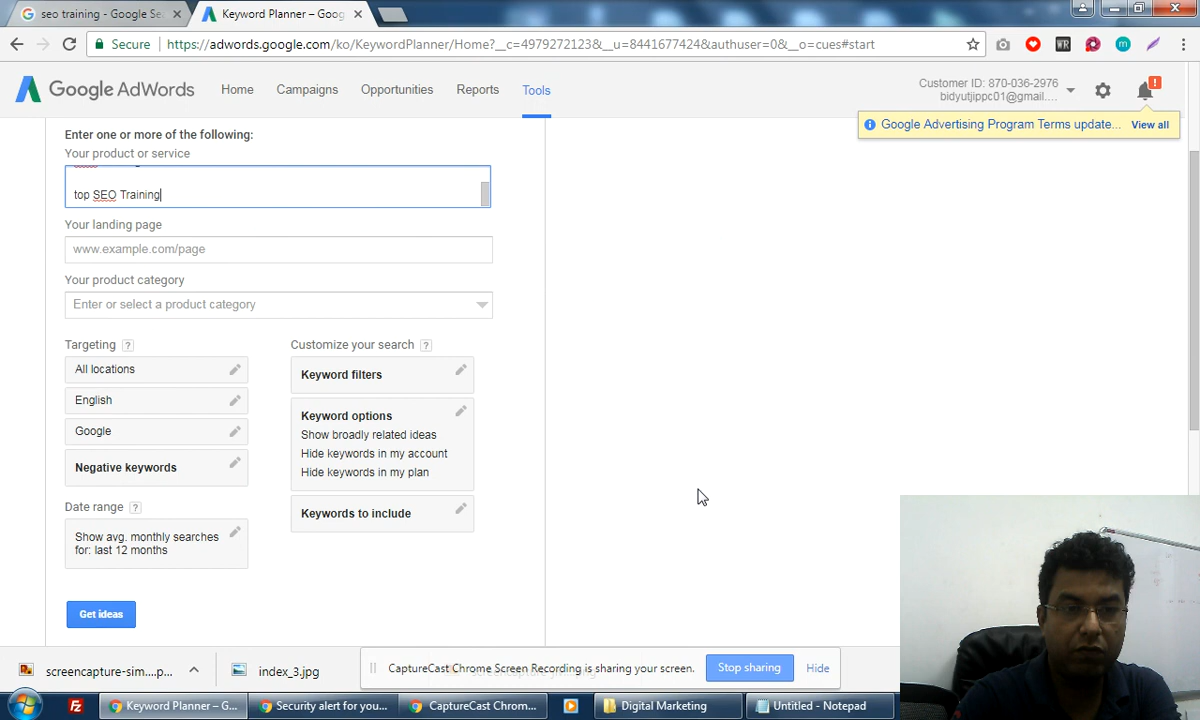 seo training - Google Se
Keyword Planner – Goog
Secure
https://adwords.google.com/ko/KeywordPlanner/Home?__c=4979272123&__u=8441677424&authuser=0&__o=cues#start
WR
m
Google AdWords
Home
Campaigns
Opportunities
Reports
Tools
Customer ID: 870-036-2976
bidyutjippc01@gmail....
Google Advertising Program Terms update...
View all
Enter one or more of the following:
Your product or service
top SEO Training
Your landing page
www.example.com/page
Your product category
Enter or select a product category
Targeting ?
All locations
English
Google
Negative keywords
Date range ?
Show avg. monthly searches
for: last 12 months
Customize your search ?
Keyword filters
Keyword options
Show broadly related ideas
Hide keywords in my account
Hide keywords in my plan
Keywords to include
Get ideas
screencapture-sim....p...
index_3.jpg
CaptureCast Chrome Screen Recording is sharing your screen.
Stop sharing
Hide
Keyword Planner – G...
Security alert for you...
CaptureCast Chrom...
Digital Marketing
Untitled - Notepad